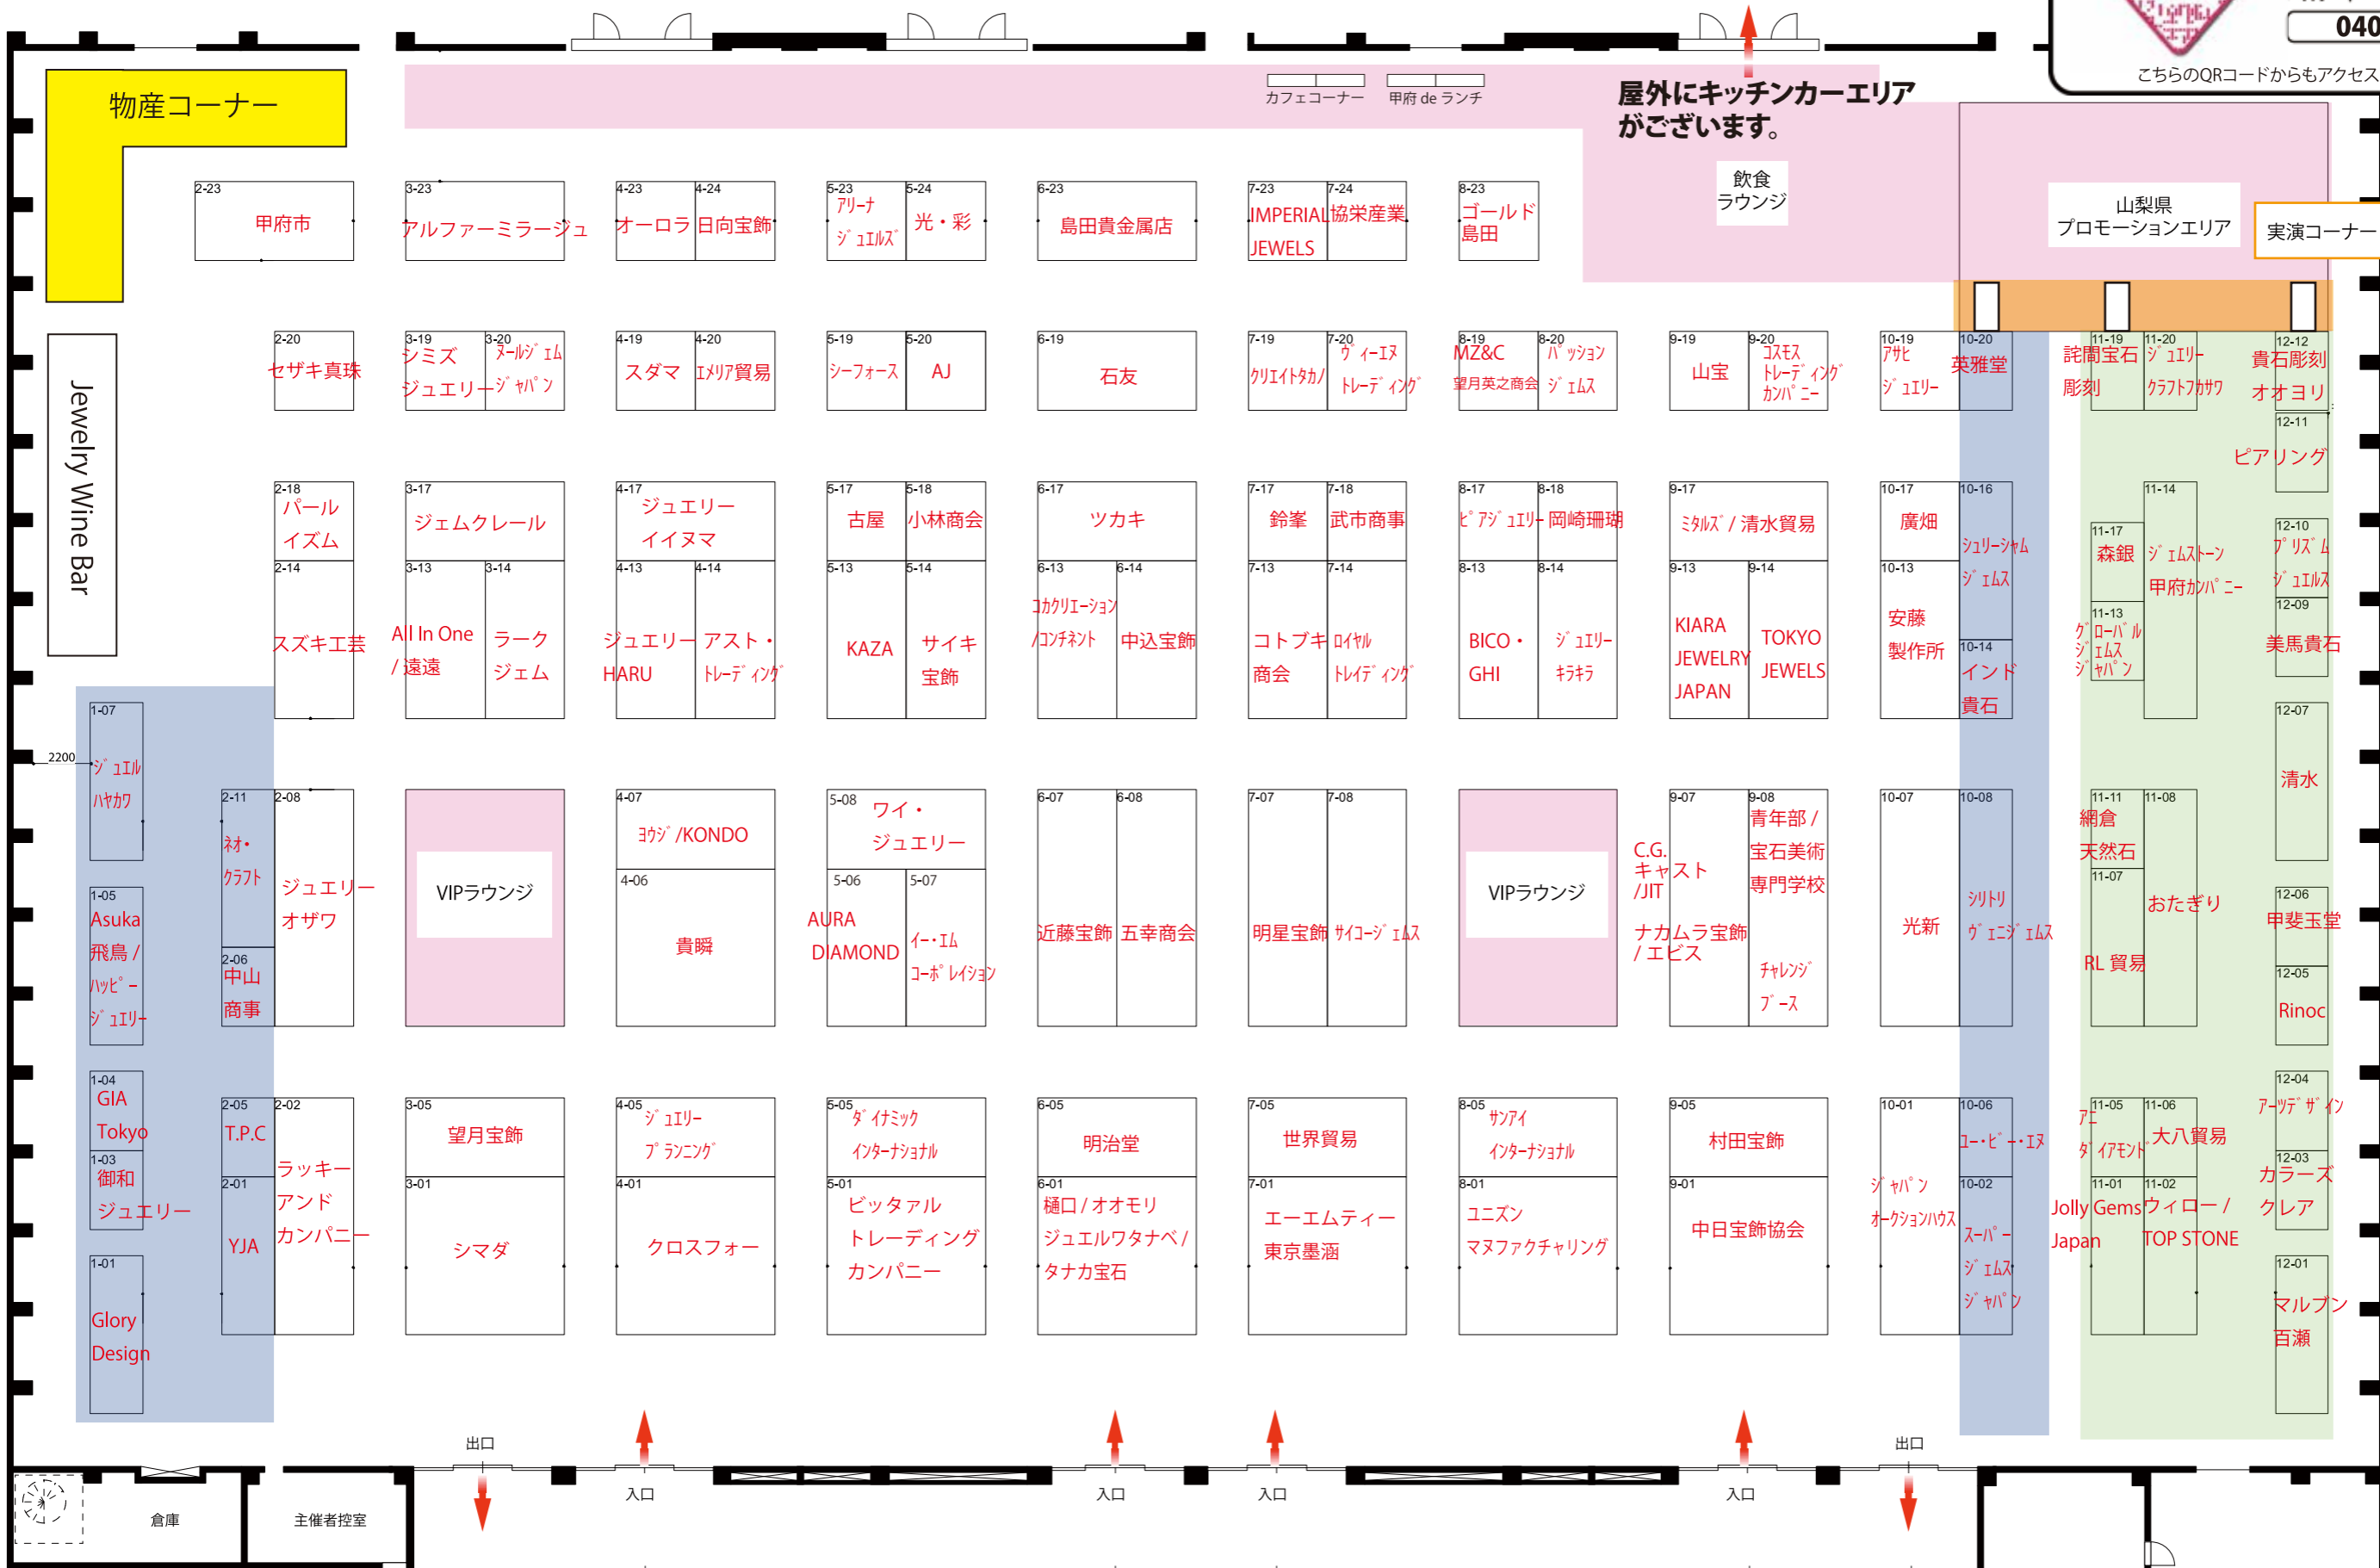 040
こちらのQRコードからもアクセス
物産コーナー
カフェコーナー
甲府 de ランチ
屋外にキッチンカーエリア
がございます。
飲食
ラウンジ
山梨県
プロモーションエリア
実演コーナー
2-23
甲府市
3-23
アルファーミラージュ
4-23
オーロラ
4-24
日向宝飾
5-23
アリーナ
ジュエルズ
5-24
光・彩
6-23
島田貴金属店
7-23
IMPERIAL
JEWELS
7-24
協栄産業
8-23
ゴールド
島田
Jewelry Wine Bar
2-20
セザキ真珠
3-19
シミズ
ジュエリー
3-20
ヌールジェム
ジャパン
4-19
スダマ
4-20
エメリア貿易
5-19
シーフォース
5-20
AJ
6-19
石友
7-19
クリエイトタカノ
7-20
ヴィーエヌ
トレーディング
8-19
MZ&C
望月英之商会
8-20
パッション
ジェムス
9-19
山宝
9-20
コスモス
トレーディング
カンパニー
10-19
アサヒ
ジュエリー
10-20
英雅堂
11-19
詫間宝石
彫刻
11-20
ジュエリー
クラフトフカサワ
12-12
貴石彫刻
オオヨリ
12-11
ピアリング
2-18
パール
イズム
3-17
ジェムクレール
4-17
ジュエリー
イイヌマ
5-17
古屋
5-18
小林商会
6-17
ツカキ
7-17
鈴峯
7-18
武市商事
8-17
ピアジュエリー
8-18
岡崎珊瑚
9-17
ミタルズ / 清水貿易
10-17
廣畑
10-16
シュリーシャム
ジェムス
11-17
森銀
11-14
ジェムストーン
甲府カンパニー
12-10
プリズム
ジュエルス
2-14
スズキ工芸
3-13
All In One
/ 遠遠
3-14
ラーク
ジェム
4-13
ジュエリー
HARU
4-14
アスト・
トレーディング
5-13
KAZA
5-14
サイキ
宝飾
6-13
コカクリエーション
/コンチネント
6-14
中込宝飾
7-13
コトブキ
商会
7-14
ロイヤル
トレイディング
8-13
BICO・
GHI
8-14
ジュエリー
キラキラ
9-13
KIARA
JEWELRY
JAPAN
9-14
TOKYO
JEWELS
10-13
安藤
製作所
10-14
インド
貴石
11-13
グローバル
ジェムス
ジャパン
12-09
美馬貴石
1-07
ジュエル
ハヤカワ
2200
12-07
清水
2-11
ネオ・
クラフト
2-08
ジュエリー
オザワ
VIPラウンジ
4-07
ヨウジ/KONDO
4-06
貴瞬
5-08
ワイ・
ジュエリー
5-06
AURA
DIAMOND
5-07
イー・エム
コーポレイション
6-07
近藤宝飾
6-08
五幸商会
7-07
明星宝飾
7-08
サイコージェムス
VIPラウンジ
9-07
C.G.
キャスト
/JIT
ナカムラ宝飾
/ エビス
9-08
青年部 /
宝石美術
専門学校
チャレンジ
ブース
10-07
光新
10-08
シリトリ
ヴェニジェムス
11-11
網倉
天然石
11-07
RL 貿易
11-08
おたぎり
12-06
甲斐玉堂
12-05
Rinoc
1-05
Asuka
飛鳥 /
ハッピー
ジュエリー
2-06
中山
商事
1-04
GIA
Tokyo
1-03
御和
ジュエリー
2-05
T.P.C
2-02
ラッキー
アンド
カンパニー
2-01
YJA
3-05
望月宝飾
3-01
シマダ
4-05
ジュエリー
プランニング
4-01
クロスフォー
5-05
ダイナミック
インターナショナル
5-01
ビッタァル
トレーディング
カンパニー
6-05
明治堂
6-01
樋口 / オオモリ
ジュエルワタナベ /
タナカ宝石
7-05
世界貿易
7-01
エーエムティー
東京墨涵
8-05
サンアイ
インターナショナル
8-01
ユニズン
マヌファクチャリング
9-05
村田宝飾
9-01
中日宝飾協会
10-01
ジャパン
オークションハウス
10-06
ユー・ビー・エヌ
10-02
スーパー
ジェムス
ジャパン
11-05
アニ
ダイアモンド
11-06
大八貿易
11-01
Jolly Gems
Japan
11-02
ウィロー /
TOP STONE
12-04
アーツデザイン
12-03
カラーズ
クレア
12-01
マルブン
百瀬
1-01
Glory
Design
出口
入口
入口
入口
入口
出口
倉庫
主催者控室